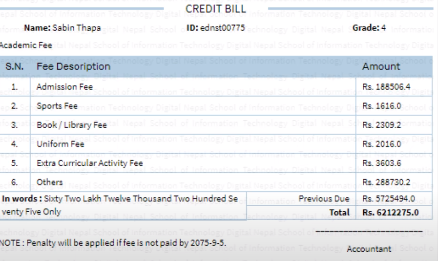 CREDIT BILL
Name: Sabin Thapa ID: ednst00775 Grade: 4
Academic Fee
S.N. Fee Desoription Amount
1. Admission Fee Rs. 188506.4
2. Sports Fee Rs. 1616.0
3. Book / Library Fee Rs. 2309.2
4. Uniform Fee Rs. 2016.0
5. Extra Curricular Activity Fee Rs. 3603.6
6. Others Rs. 288730.2
In words : Sixty Two Lakh Twelve Thousand Two Hundred Se Previous Due Rs. 5725494.0
venty Five Only Total Rs. 6212275.0
NOTE : Penalty will be applied if fee is not paid by 2075-9-5.
Accountant